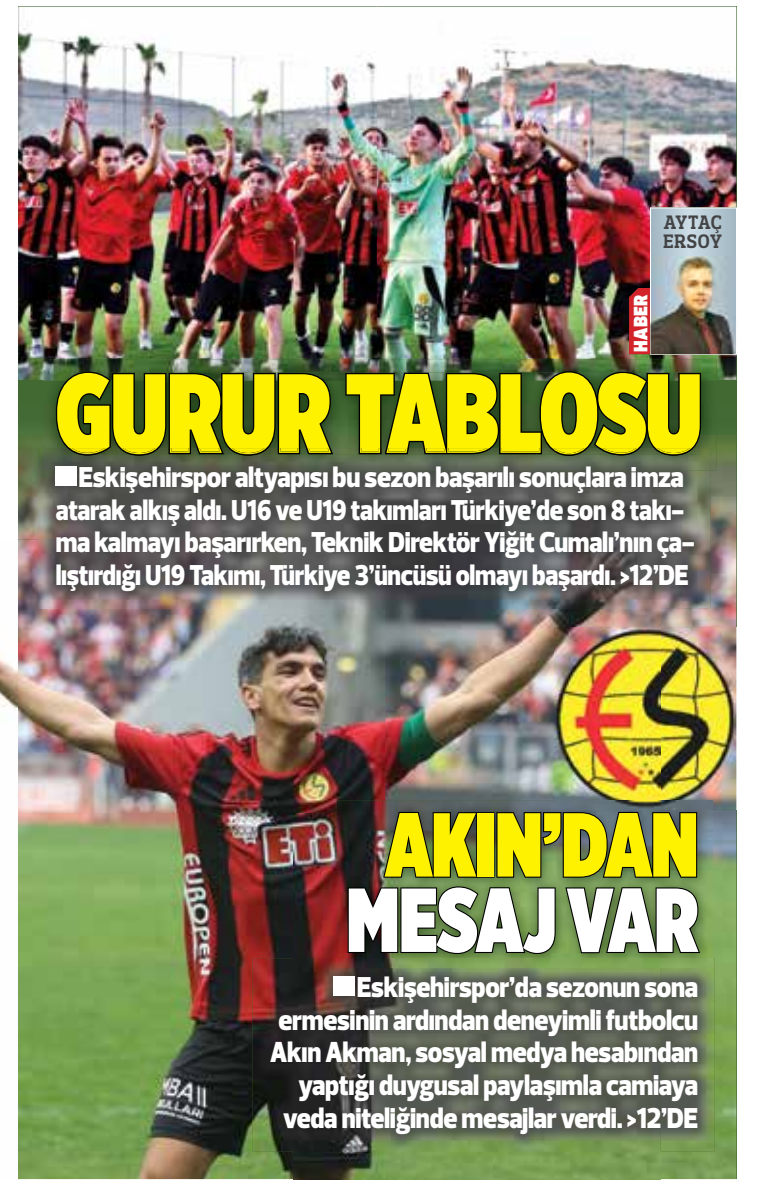 AYTAÇ
ERSOY
HABER
ETİ
GURUR TABLOSU
Eskişehirspor altyapısı bu sezon başarılı sonuçlara imza
atarak alkış aldı. U16 ve U19 takımları Türkiye’de son 8 takı-
ma kalmayı başarırken, Teknik Direktör Yiğit Cumalı’nın ça-
lıştırdığı U19 Takımı, Türkiye 3’üncüsü olmayı başardı. >12’DE
ES
1965
ETİ
EUROPEN
AKIN’DAN
MESAJ VAR
Eskişehirspor’da sezonun sona
ermesinin ardından deneyimli futbolcu
Akın Akman, sosyal medya hesabından
yaptığı duygusal paylaşımla camiaya
veda niteliğinde mesajlar verdi. >12’DE
adidas